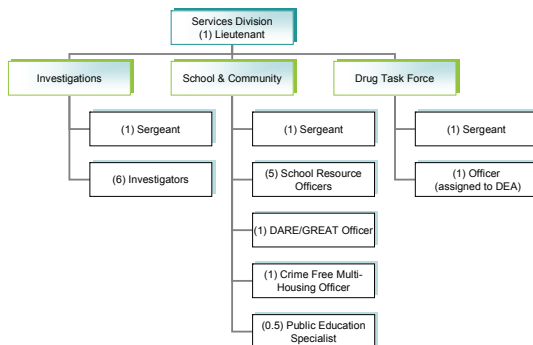 Services Division
(1) Lieutenant
Investigations
School & Community
Drug Task Force
(1) Sergeant
(1) Sergeant
(1) Sergeant
(6) Investigators
(5) School Resource
Officers
(1) Officer
(assigned to DEA)
(1) DARE/GREAT Officer
(1) Crime Free Multi-
Housing Officer
(0.5) Public Education
Specialist